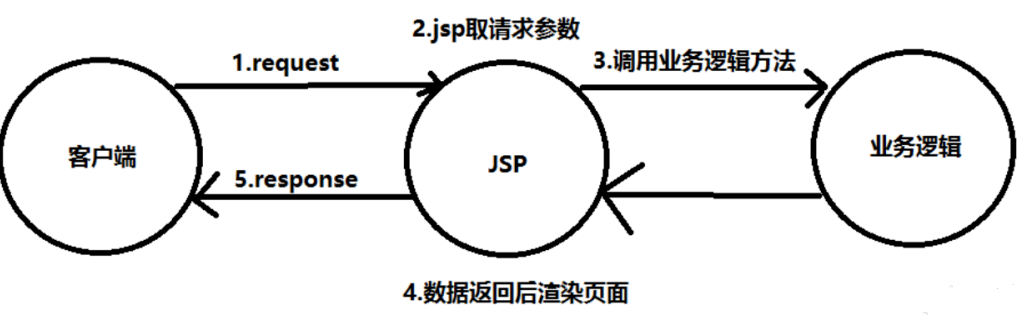 2.jsp取请求参数
1.request
3.调用业务逻辑方法
客户端
JSP
业务逻辑
5.response
4.数据返回后渲染页面